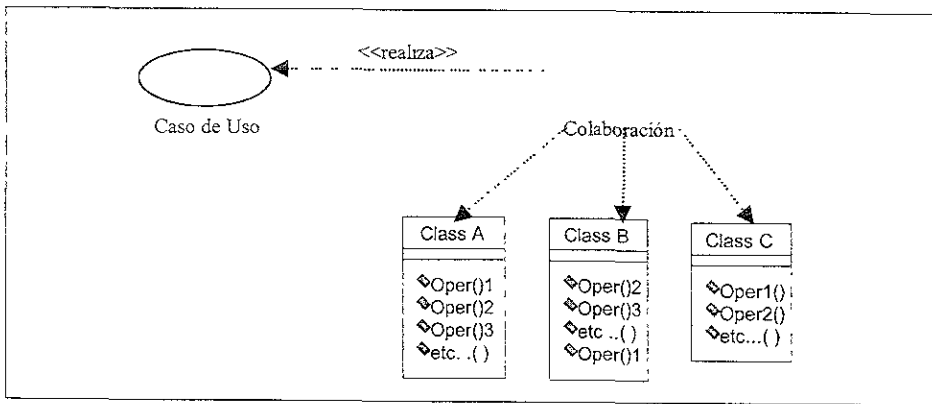 <<realiza>>
Caso de Uso
Colaboración
Class A
Oper()1
Oper()2
Oper()3
etc. .()
Class B
Oper()2
Oper()3
etc ..()
Oper()1
Class C
Oper1()
Oper2()
etc...( )